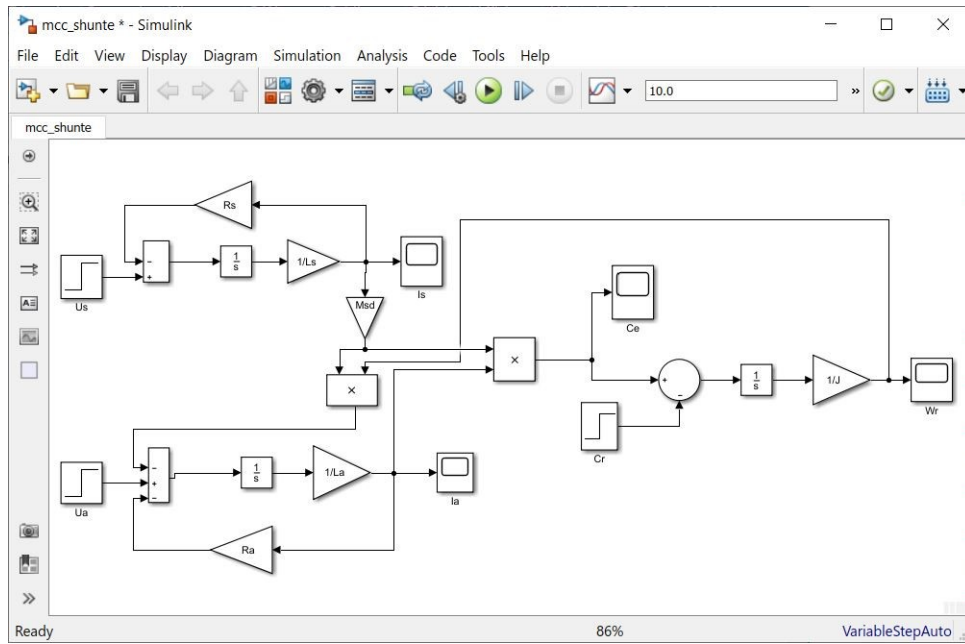 mcc_shunte * - Simulink
File Edit View Display Diagram Simulation Analysis Code Tools Help
10.0
»
mcc_shunte
Rs
1
s
1/Ls
Us
Is
Msd
Ce
×
×
1
s
1/J
Wr
Cr
1
s
1/La
Ua
Ia
Ra
Ready 86% VariableStepAuto